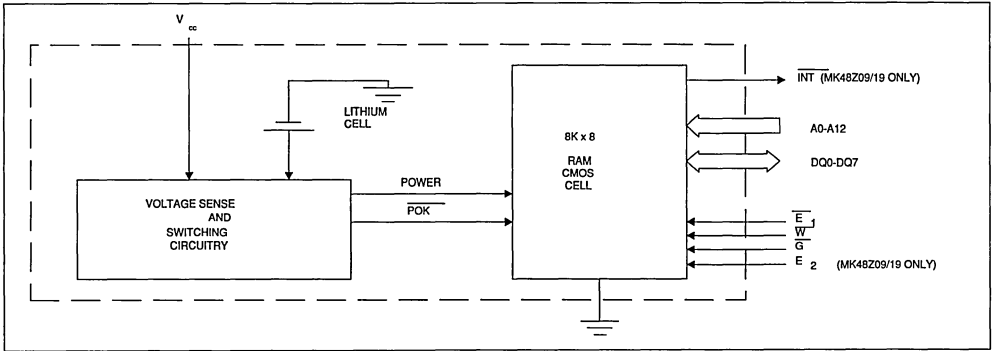 V cc
LITHIUM
CELL
VOLTAGE SENSE
AND
SWITCHING
CIRCUITRY
POWER
POK
8K x 8
RAM
CMOS
CELL
INT (MK48Z09/19 ONLY)
A0-A12
DQ0-DQ7
E 1
W
G
E 2 (MK48Z09/19 ONLY)